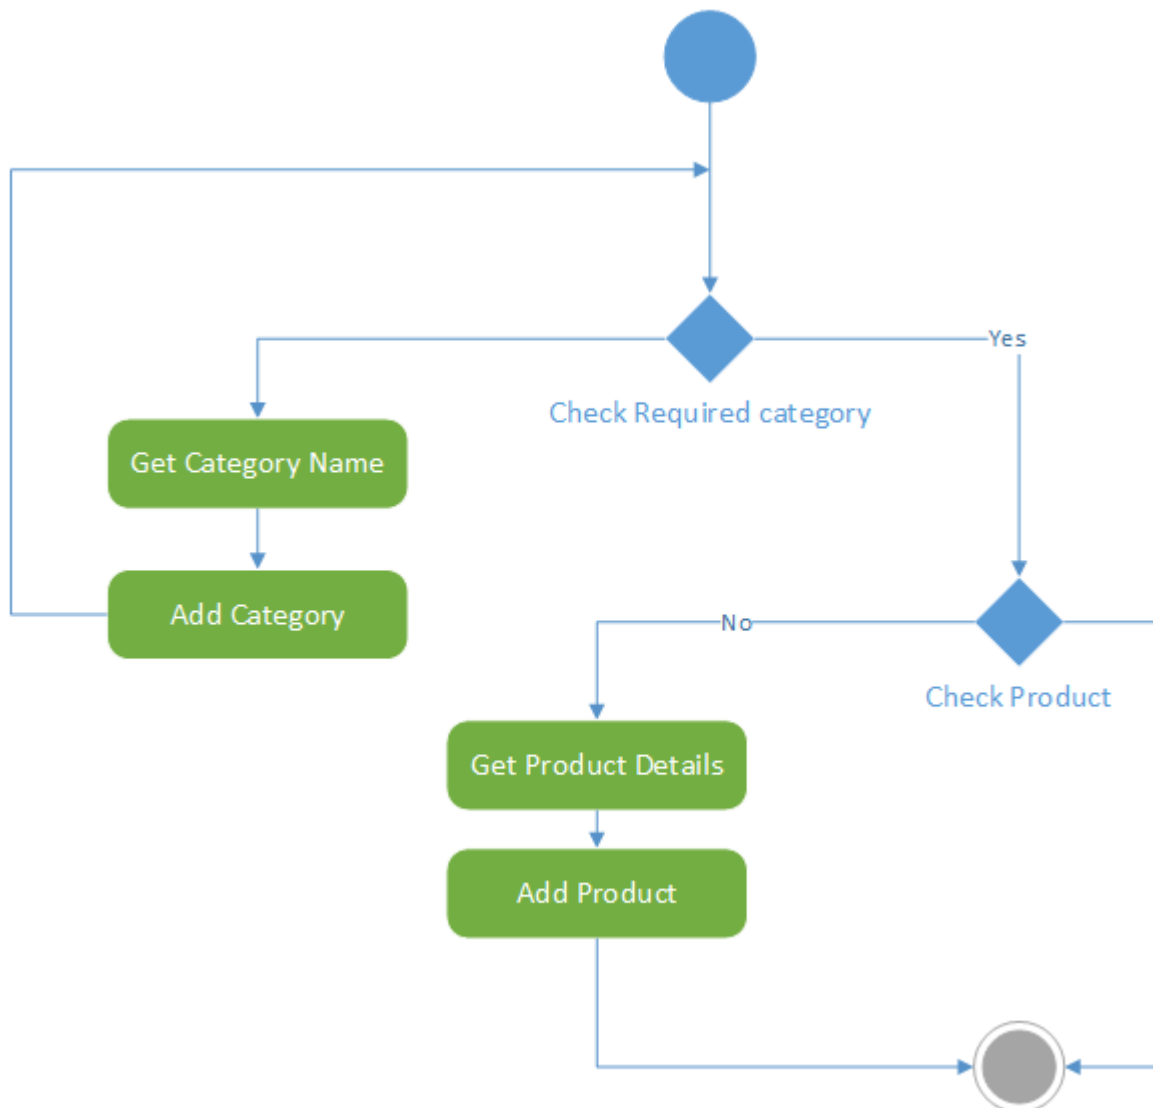 Yes
Check Required category
Get Category Name
Add Category
No
Check Product
Get Product Details
Add Product